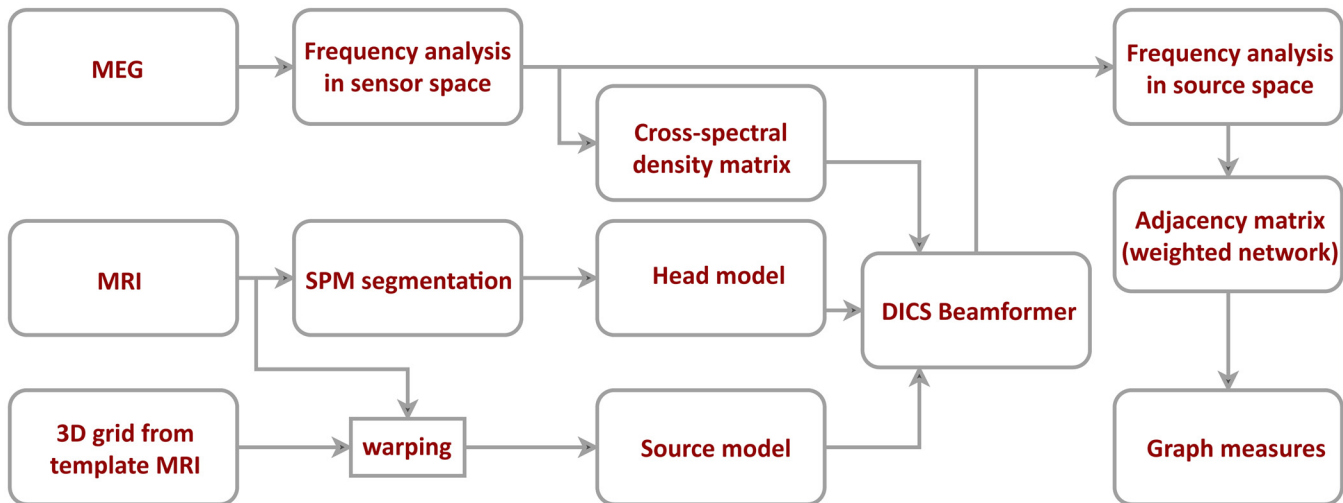 MEG
Frequency analysis
in sensor space
Frequency analysis
in source space
Cross-spectral
density matrix
MRI
SPM segmentation
Head model
DICS Beamformer
Adjacency matrix
(weighted network)
3D grid from
template MRI
warping
Source model
Graph measures